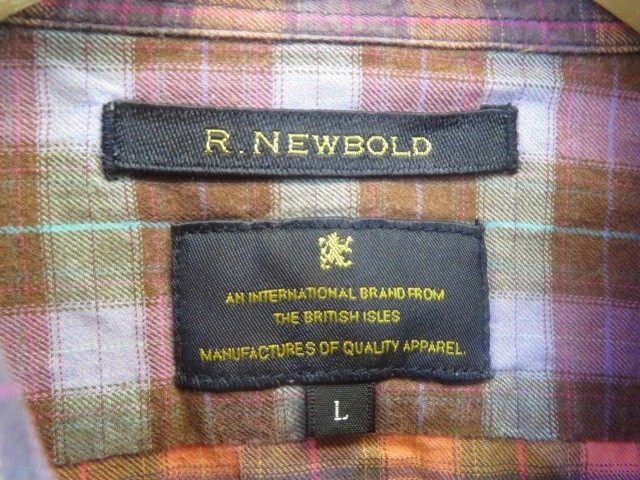 R. NEWBOLD
AN INTERNATIONAL BRAND FROM
THE BRITISH ISLES
MANUFACTURES OF QUALITY APPAREL.
L